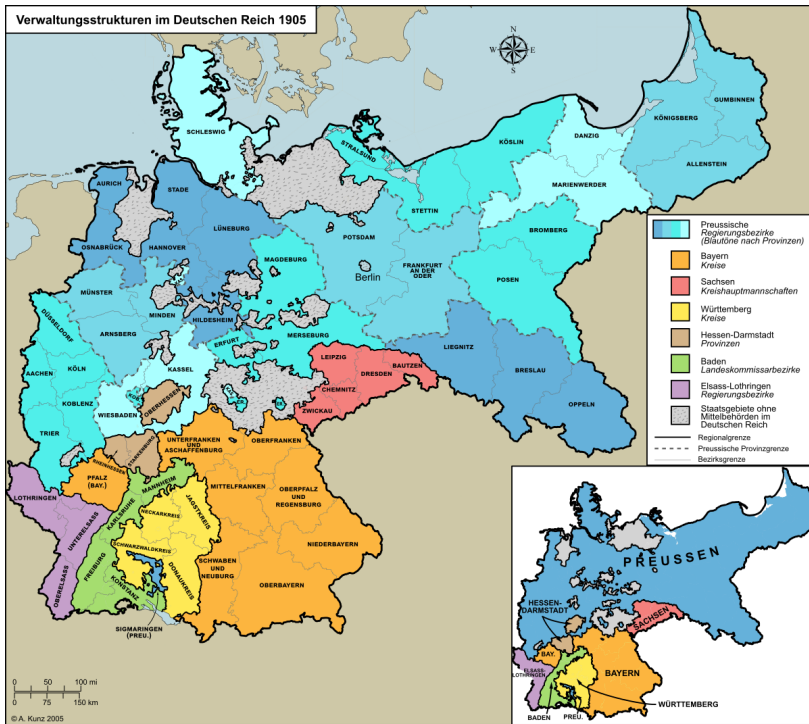 Verwaltungsstrukturen im Deutschen Reich 1905
N
W
E
S
SCHLESWIG
STRALSUND
KÖSLIN
DANZIG
KÖNIGSBERG
GUMBINNEN
ALLENSTEIN
MARIENWERDER
STETTIN
AURICH
STADE
LÜNEBURG
OSNABRÜCK
HANNOVER
POTSDAM
Berlin
FRANKFURT
AN DER
ODER
BROMBERG
POSEN
MAGDEBURG
MÜNSTER
MINDEN
HILDESHEIM
ARNSBERG
DÜSSELDORF
ERFURT
MERSEBURG
LIEGNITZ
BRESLAU
OPPELN
AACHEN
KÖLN
KOBLENZ
TRIER
KASSEL
WIESBADEN
OBERHESSEN
LEIPZIG
DRESDEN
BAUTZEN
CHEMNITZ
ZWICKAU
RHEINHESSEN
STARKENBURG
PFALZ
(BAY.)
UNTERFRANKEN
UND
ASCHAFFENBURG
OBERFRANKEN
MITTELFRANKEN
OBERPFALZ
UND
REGENSBURG
LOTHRINGEN
UNTERELSASS
OBERELSASS
KARLSRUHE
MANNHEIM
FREIBURG
KONSTANZ
NECKARKREIS
JAGSTKREIS
SCHWARZWALDKREIS
DONAUKREIS
SCHWABEN
UND
NEUBURG
NIEDERBAYERN
OBERBAYERN
SIGMARINGEN
(PREU.)
Preussische
Regierungsbezirke
(Blautöne nach Provinzen)
Bayern
Kreise
Sachsen
Kreishauptmannschaften
Württemberg
Kreise
Hessen-Darmstadt
Provinzen
Baden
Landeskommissarbezirke
Elsass-Lothringen
Regierungsbezirke
Staatsgebiete ohne
Mittelbehörden im
Deutschen Reich
Regionalgrenze
Preussische Provinzgrenze
Bezirksgrenze
PREUSSEN
HESSEN-
DARMSTADT
SACHSEN
BAY.
ELSASS-
LOTHRINGEN
BAYERN
WÜRTTEMBERG
BADEN
PREU.
0 50 100 mi
0 75 150 km
© A. Kunz 2005